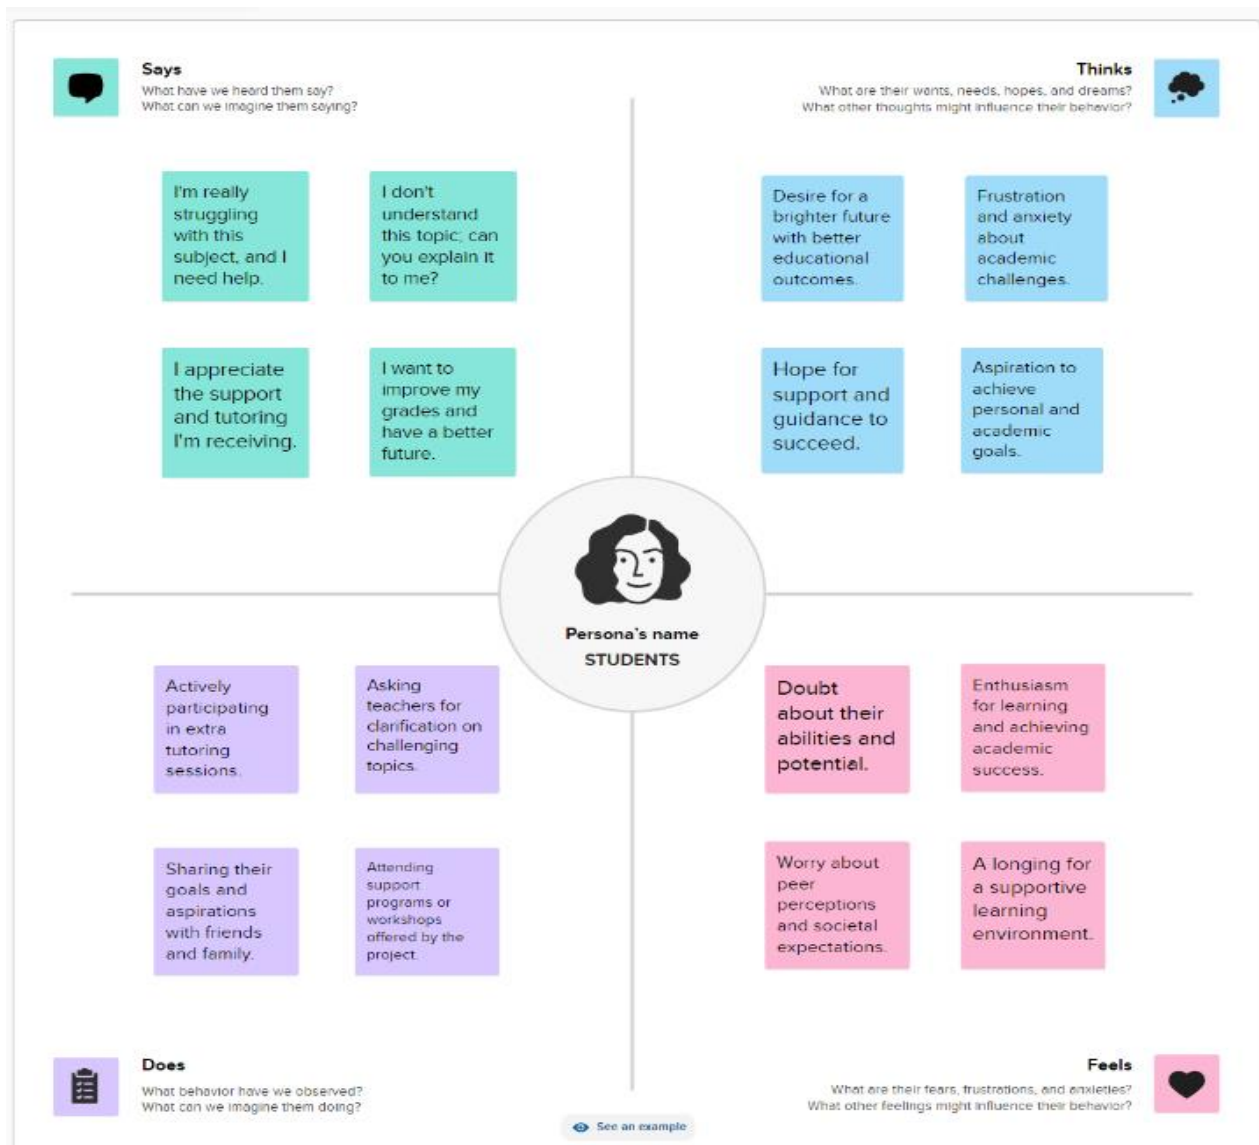 Says
What have we heard them say?
What can we imagine them saying?
Thinks
What are their wants, needs, hopes, and dreams?
What other thoughts might influence their behavior?
I'm really
struggling
with this
subject, and I
need help.
I don't
understand
this topic; can
you explain it
to me?
Desire for a
brighter future
with better
educational
outcomes.
Frustration
and anxiety
about
academic
challenges.
I appreciate
the support
and tutoring
I'm receiving.
I want to
improve my
grades and
have a better
future.
Hope for
support and
guidance to
succeed.
Aspiration to
achieve
personal and
academic
goals.
Persona's name
STUDENTS
Actively
participating
in extra
tutoring
sessions.
Asking
teachers for
clarification on
challenging
topics.
Doubt
about their
abilities and
potential.
Enthusiasm
for learning
and achieving
academic
success.
Sharing their
goals and
aspirations
with friends
and family.
Attending
support
programs or
workshops
offered by the
project.
Worry about
peer
perceptions
and societal
expectations.
A longing for
a supportive
learning
environment.
Does
What behavior have we observed?
What can we imagine them doing?
Feels
What are their fears, frustrations, and anxieties?
What other feelings might influence their behavior?
See an example